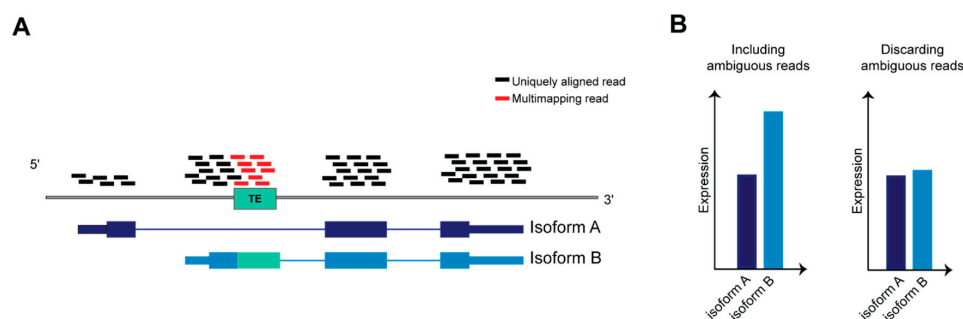 A
Uniquely aligned read
Multimapping read
5'
TE
3'
Isoform A
Isoform B
B
Including
ambiguous reads
Discarding
ambiguous reads
Expression
isoform A
isoform B
Expression
isoform A
isoform B